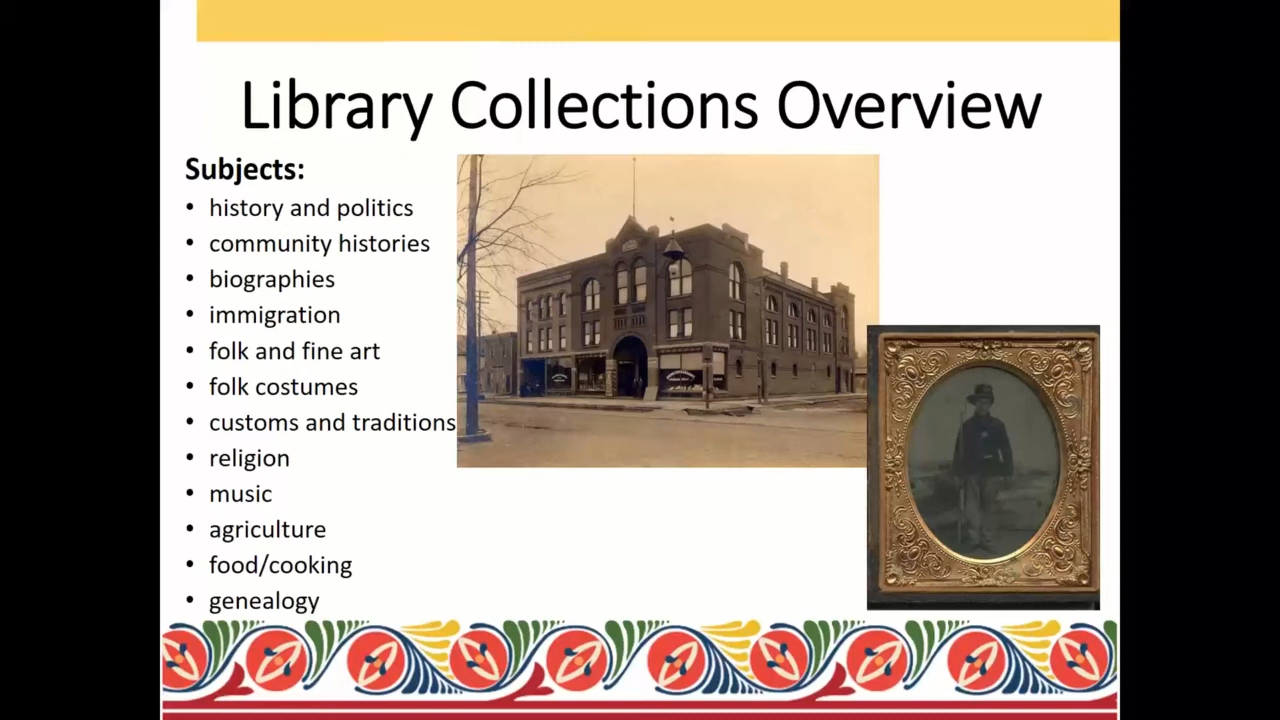 Library Collections Overview
Subjects:
• history and politics
• community histories
• biographies
• immigration
• folk and fine art
• folk costumes
• customs and traditions
• religion
• music
• agriculture
• food/cooking
• genealogy